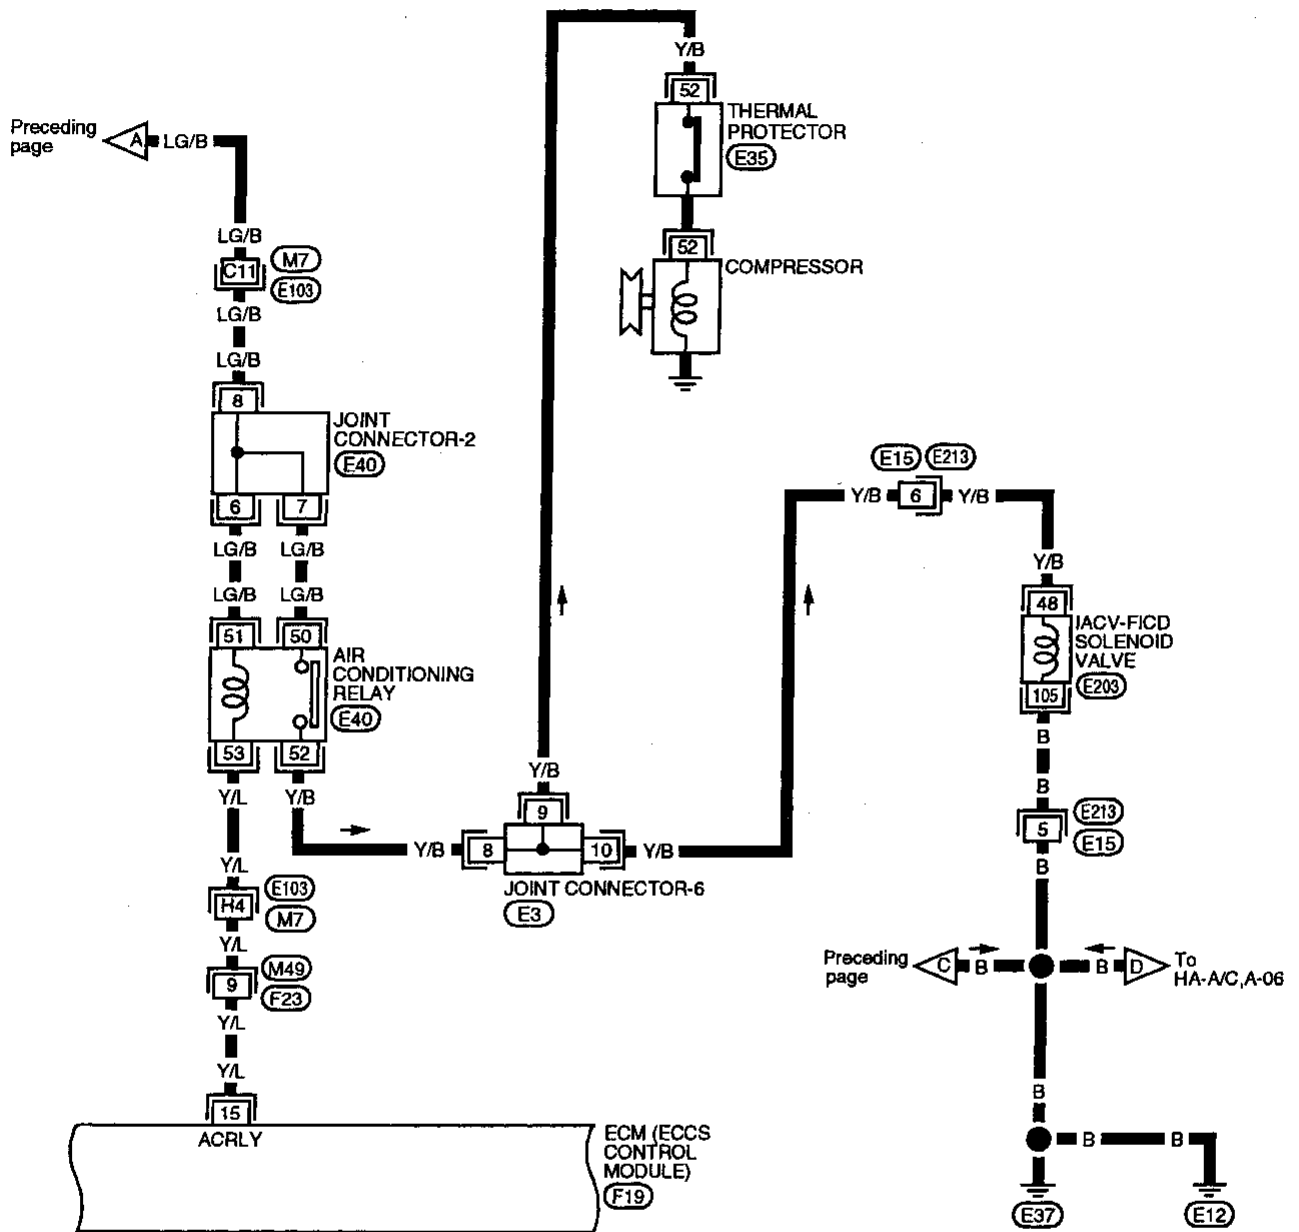 Y/B
52
THERMAL
PROTECTOR
E35
Preceding
page
A
LG/B
LG/B
C11
M7
E103
LG/B
LG/B
52
COMPRESSOR
8
JOINT
CONNECTOR-2
E40
6
7
LG/B
LG/B
LG/B
LG/B
51
50
AIR
CONDITIONING
RELAY
E40
53
52
Y/L
Y/B
Y/L
E103
H4
M7
Y/L
M49
9
F23
Y/L
Y/L
15
ACRLY
ECM (ECCS
CONTROL
MODULE)
F19
Y/B
9
Y/B
8
10
Y/B
JOINT CONNECTOR-6
E3
E15
E213
Y/B
6
Y/B
Y/B
48
IACV-FICD
SOLENOID
VALVE
E203
105
B
B
E213
5
E15
B
Preceding
page
C
B
B
D
To
HA-A/C,A-06
B
B
B
E37
E12